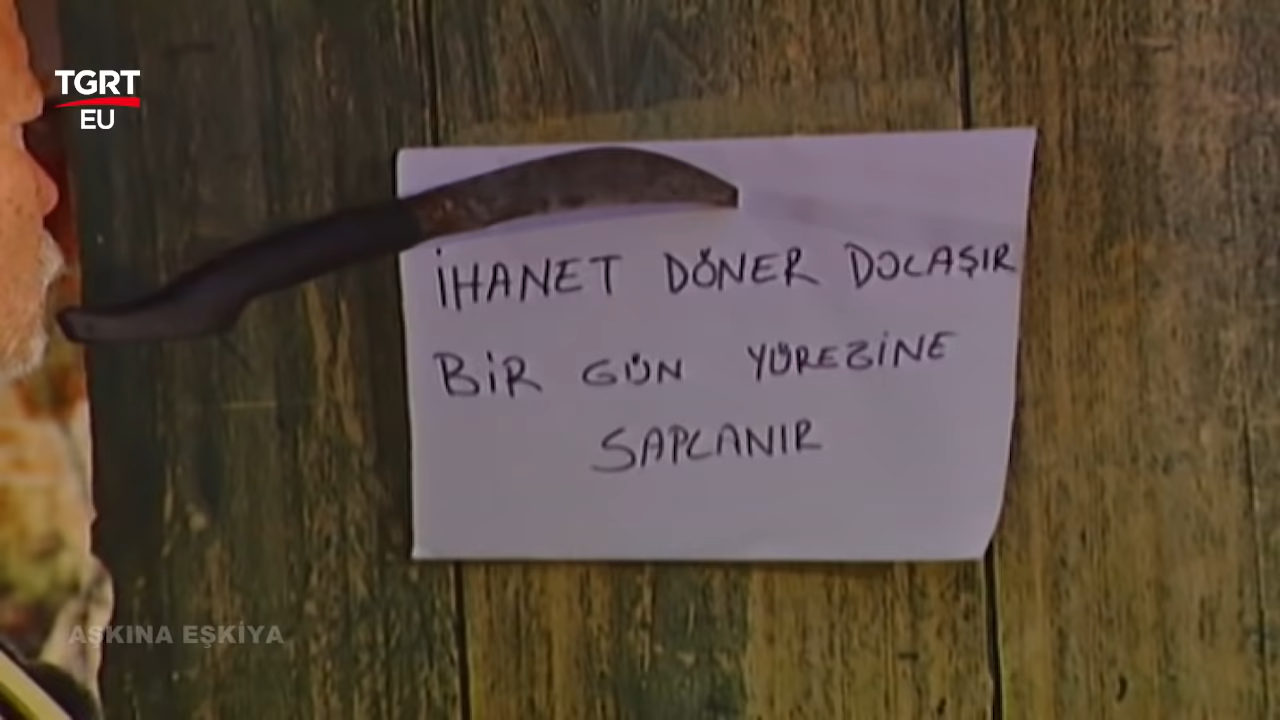 TGRT
EU
İHANET DÖNER DOLAŞIR
BİR GÜN YÜREĞİNE
SAPLANIR
AŞKINA EŞKİYA